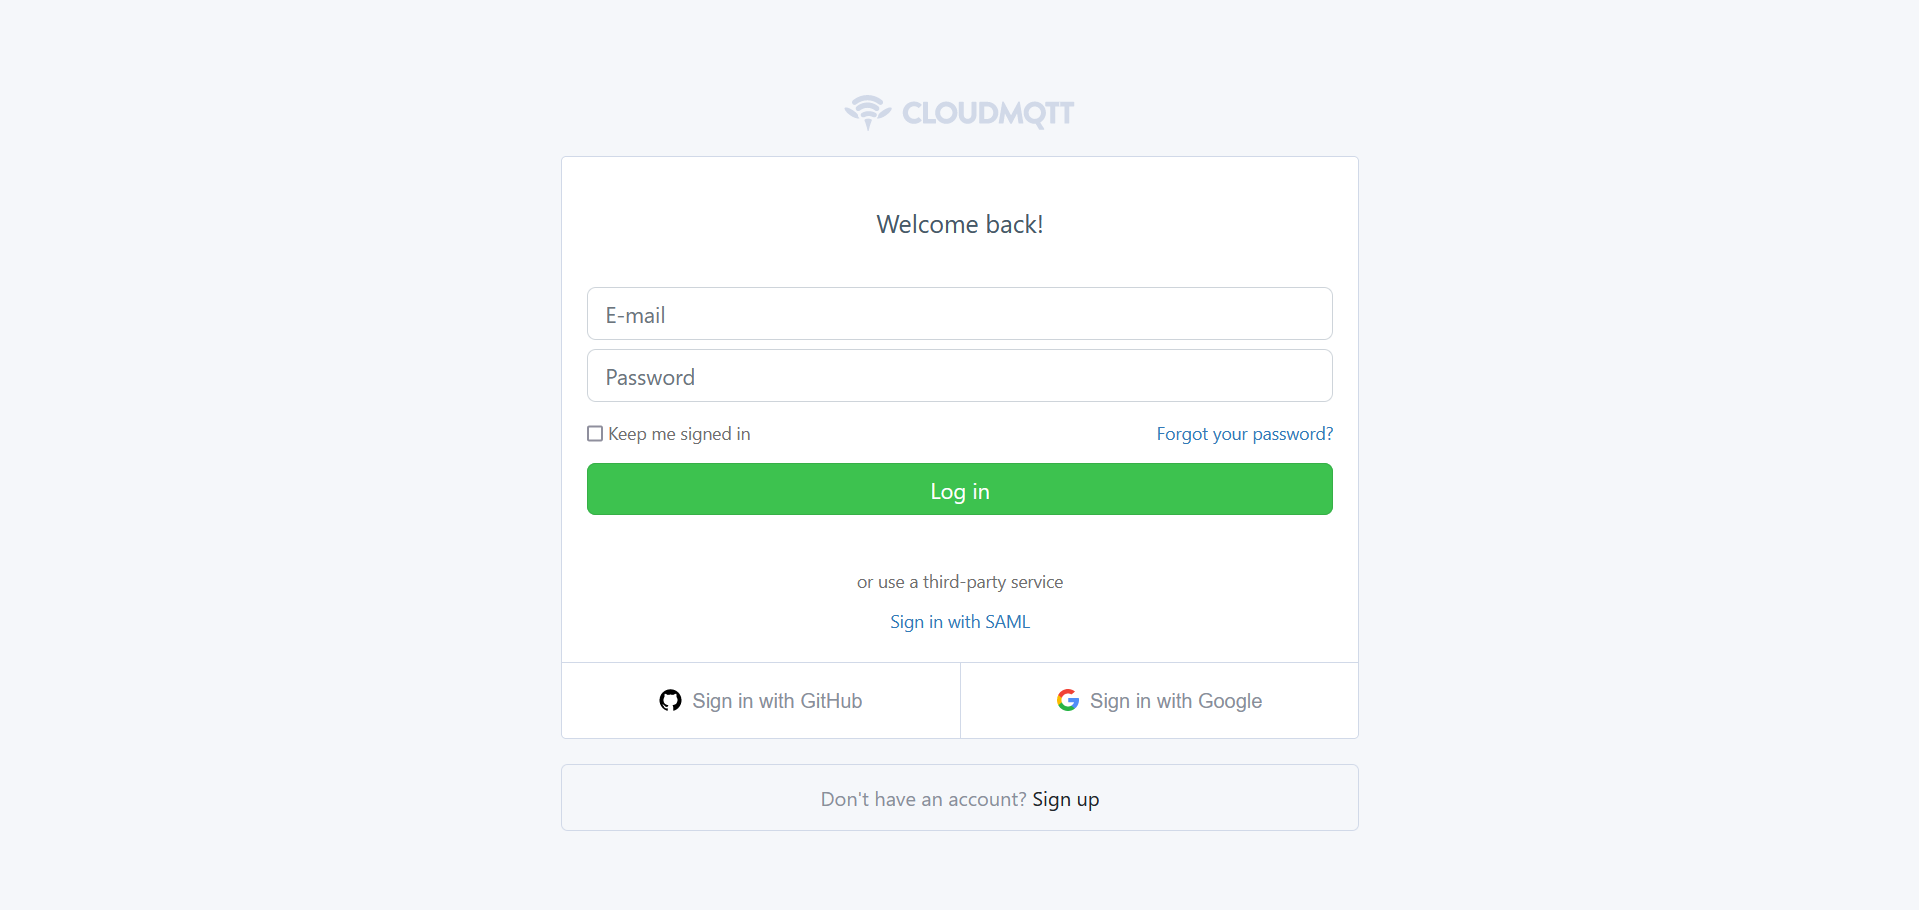 CLOUDMQTT
Welcome back!
E-mail
Password
Keep me signed in
Forgot your password?
Log in
or use a third-party service
Sign in with SAML
Sign in with GitHub
Sign in with Google
Don't have an account? Sign up